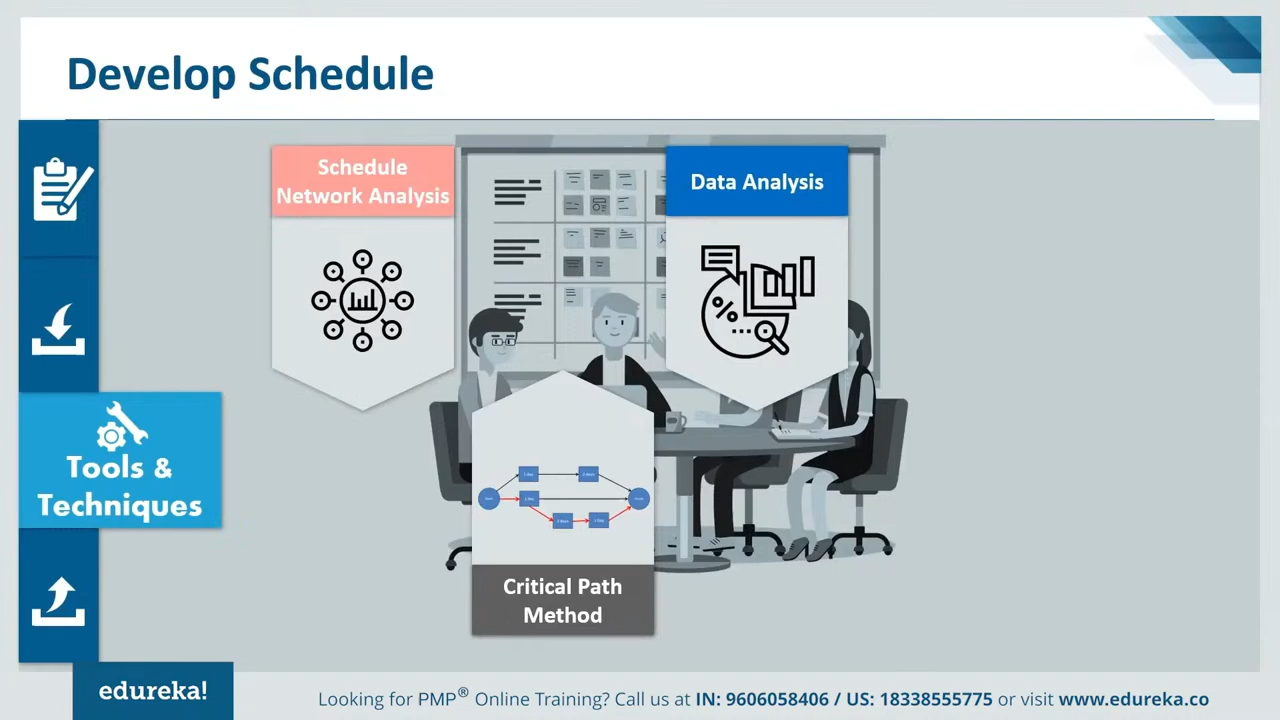 Develop Schedule
Schedule
Network Analysis
Data Analysis
Tools &
Techniques
Critical Path
Method
edureka!
Looking for PMP® Online Training? Call us at IN: 9606058406 / US: 18338555775 or visit www.edureka.co